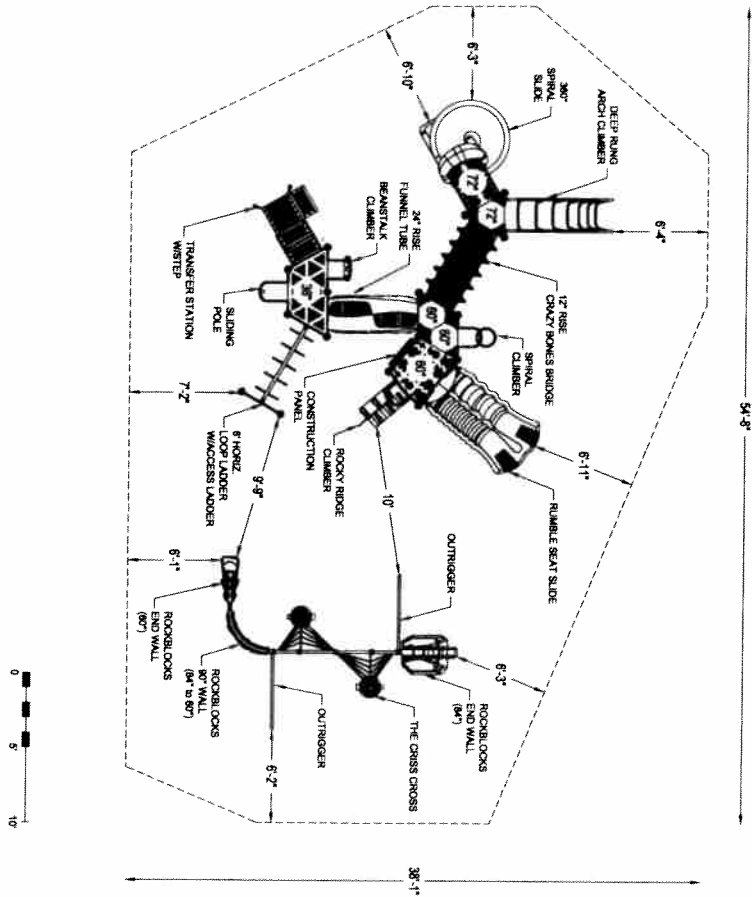 54'-8"
38'-1"
6'-3"
6'-10"
360°
SPIRAL
SLIDE
DEEP RUNG
ARCH CLIMBER
6'-4"
72"
72"
12" RISE
CRAZY BONES BRIDGE
24" RISE
FUNNEL TUBE
BEANSTALK
CLIMBER
36"
TRANSFER STATION
W/STEP
SLIDING
POLE
60"
60"
60"
SPIRAL
CLIMBER
CONSTRUCTION
PANEL
ROCKY RIDGE
CLIMBER
RUMBLE SEAT SLIDE
6'-11"
7'-2"
6' HORIZ.
LOOP LADDER
W/ACCESS LADDER
9'-9"
10'
OUTRIGGER
6'-1"
ROCKBLOCKS
END WALL
(60")
ROCKBLOCKS
90° WALL
(84" to 60")
OUTRIGGER
6'-2"
THE CRISS CROSS
ROCKBLOCKS
END WALL
(84")
6'-3"
0
5'
10'